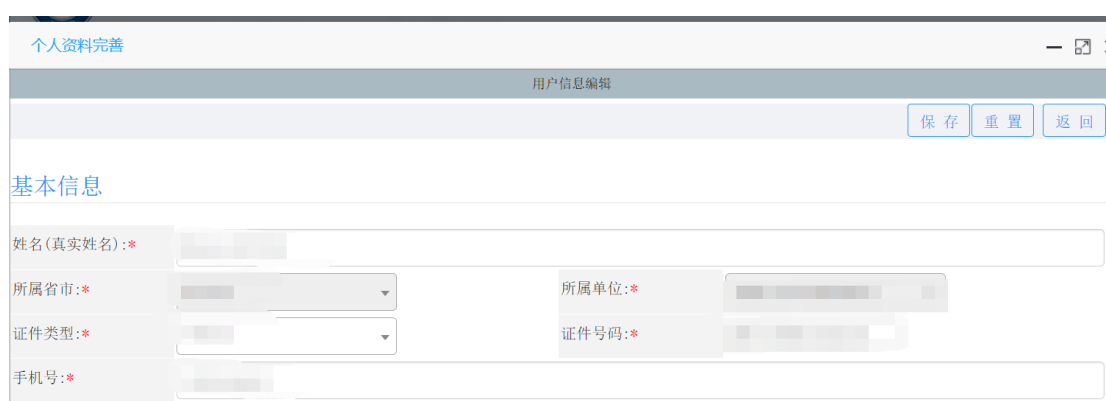 个人资料完善
用户信息编辑
保存 重置 返回
基本信息
姓名(真实姓名):*
所属省市:* 所属单位:*
证件类型:* 证件号码:*
手机号:*